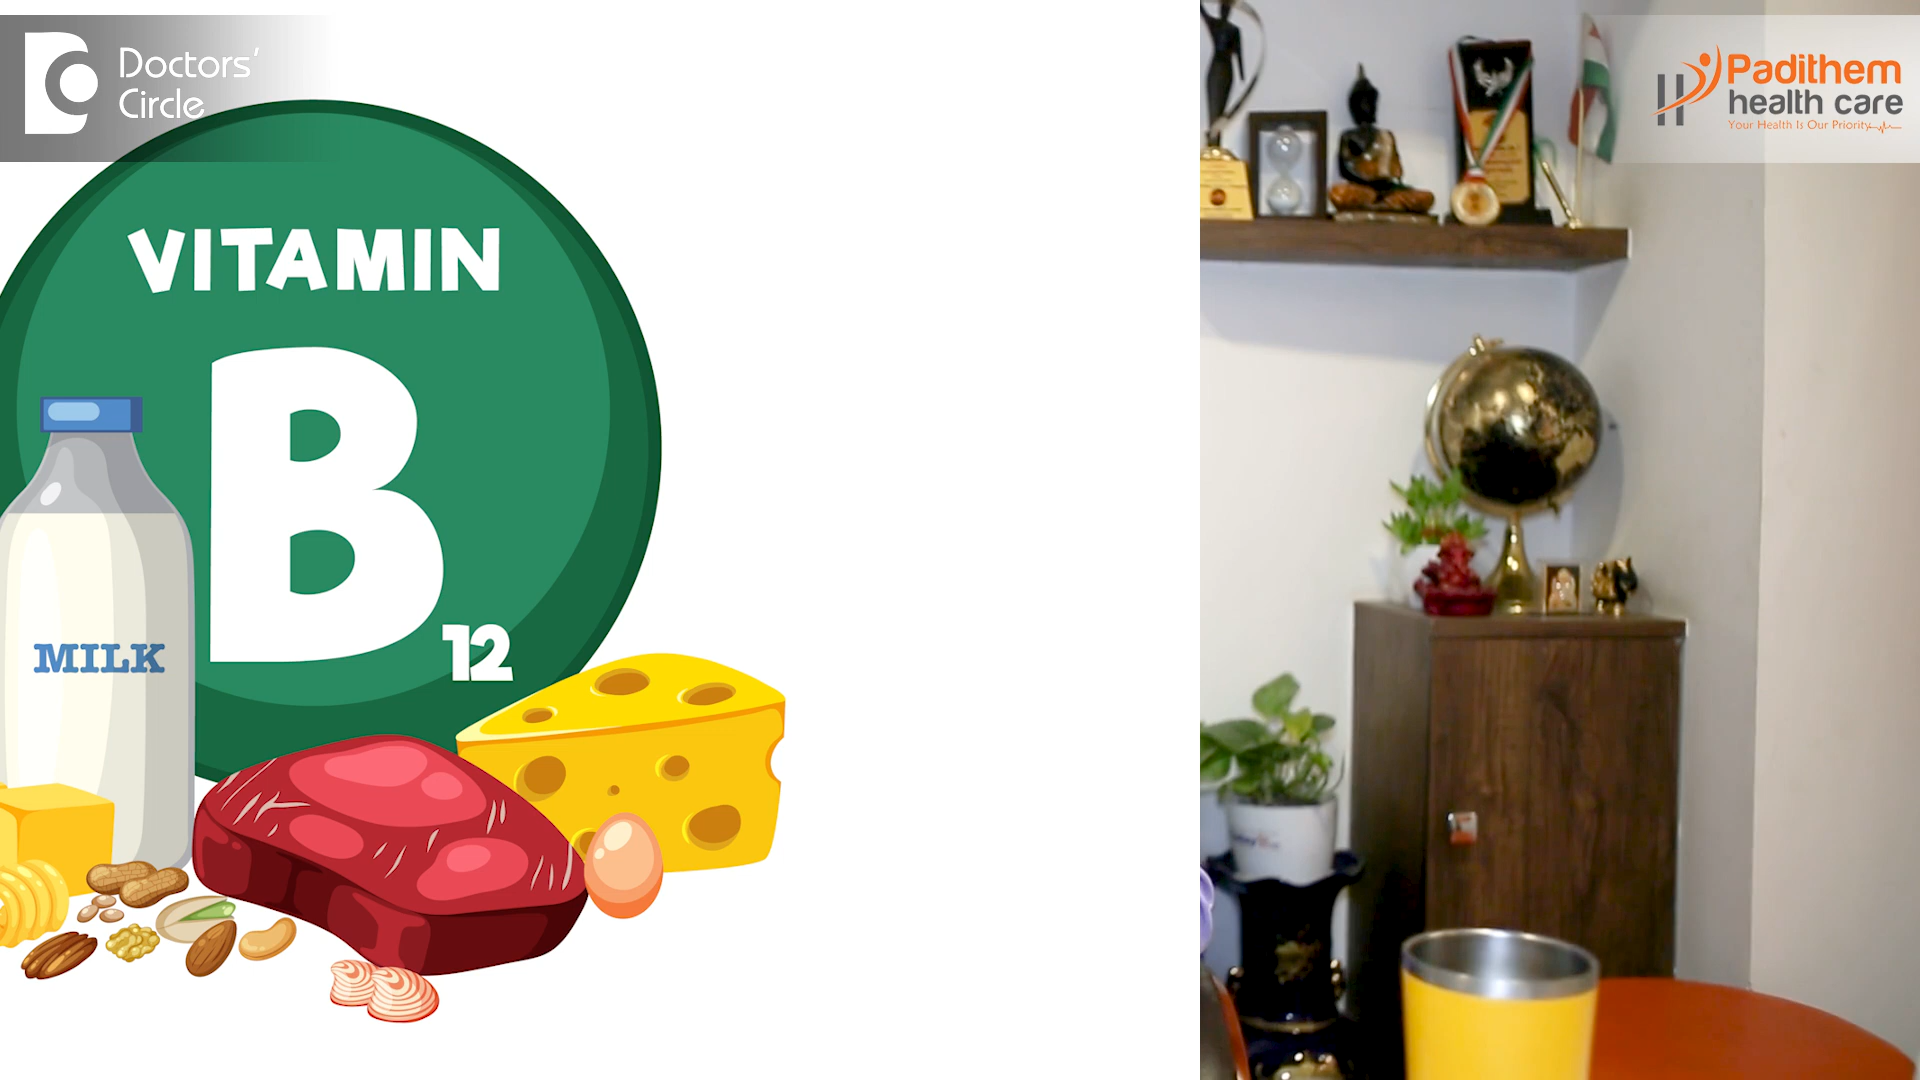 Doctors'
Circle
VITAMIN
B
12
MILK
Padithem
health care
Your Health Is Our Priority